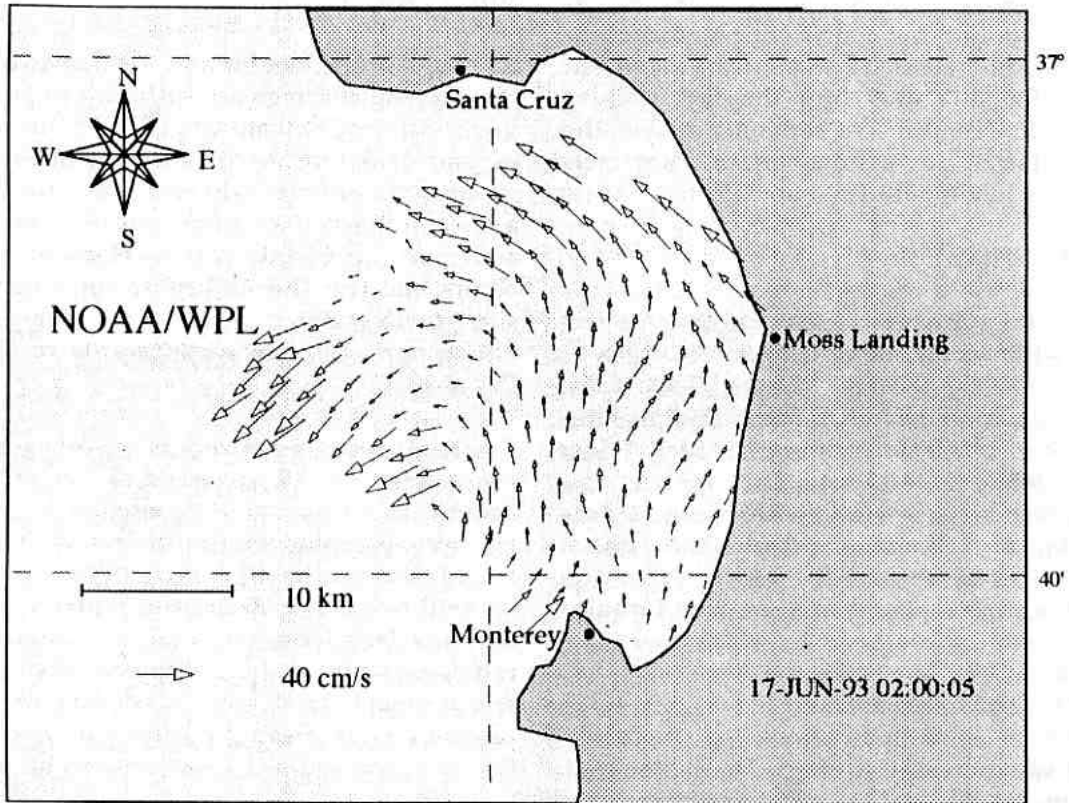 37°
N
Santa Cruz
W
E
S
NOAA/WPL
Moss Landing
40'
10 km
Monterey
40 cm/s
17-JUN-93 02:00:05